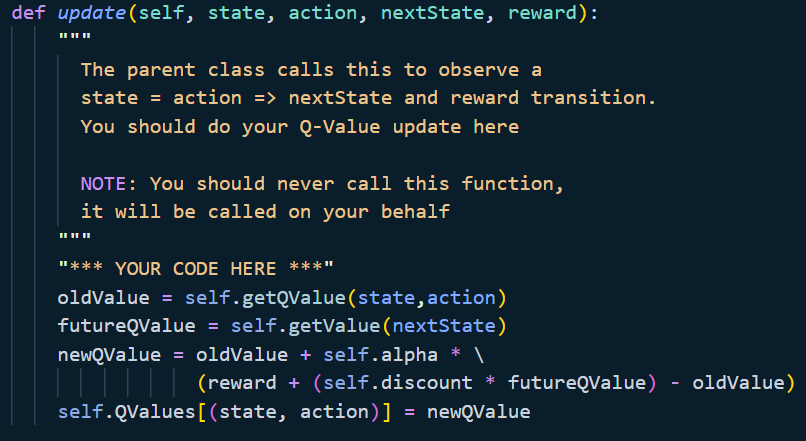 def update(self, state, action, nextState, reward):
"""
The parent class calls this to observe a
state = action => nextState and reward transition.
You should do your Q-Value update here
NOTE: You should never call this function,
it will be called on your behalf
"""
"*** YOUR CODE HERE ***"
oldValue = self.getQValue(state,action)
futureQValue = self.getValue(nextState)
newQValue = oldValue + self.alpha * \
(reward + (self.discount * futureQValue) - oldValue)
self.QValues[(state, action)] = newQValue